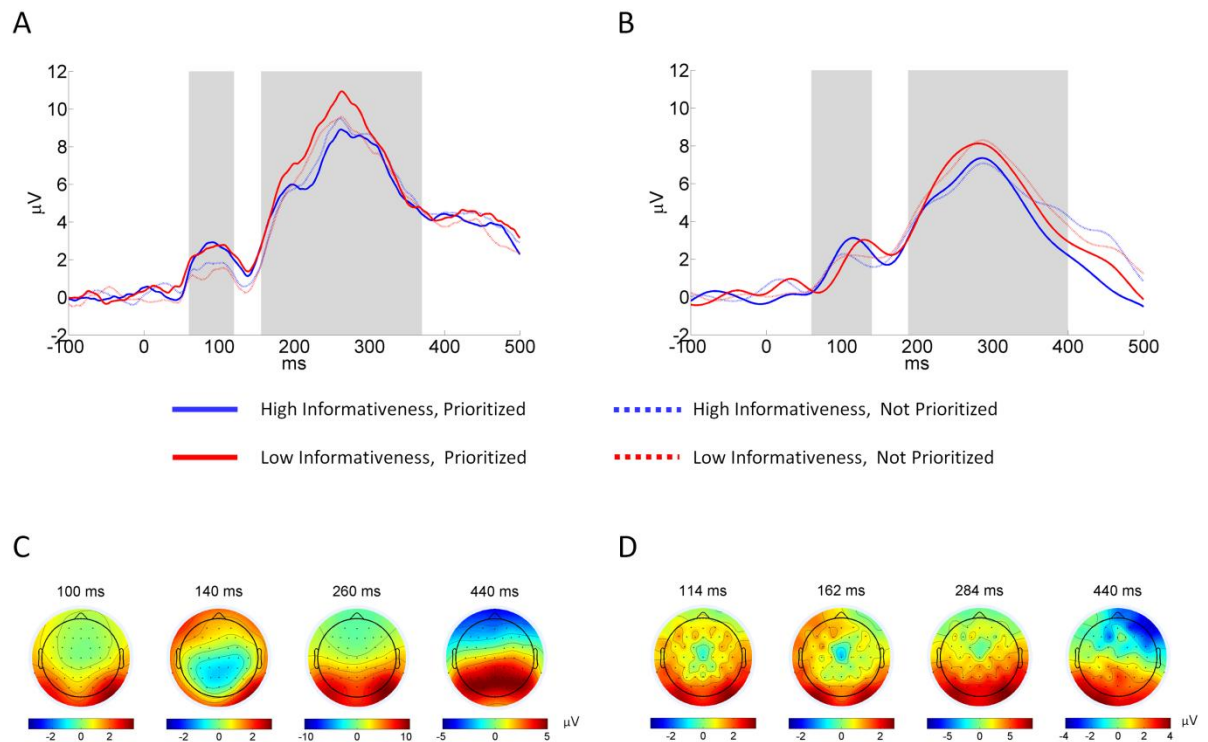 A
B
12
10
8
6
4
2
0
-2
μV
-100 0 100 200 300 400 500
ms
12
10
8
6
4
2
0
-2
μV
-100 0 100 200 300 400 500
ms
High Informativeness, Prioritized
High Informativeness, Not Prioritized
Low Informativeness, Prioritized
Low Informativeness, Not Prioritized
C
D
100 ms 140 ms 260 ms 440 ms
114 ms 162 ms 284 ms 440 ms
-2 0 2
-2 0 2
-10 0 10
-5 0 5
μV
-2 0 2
-2 0 2
-5 0 5
-4 -2 0 2 4
μV